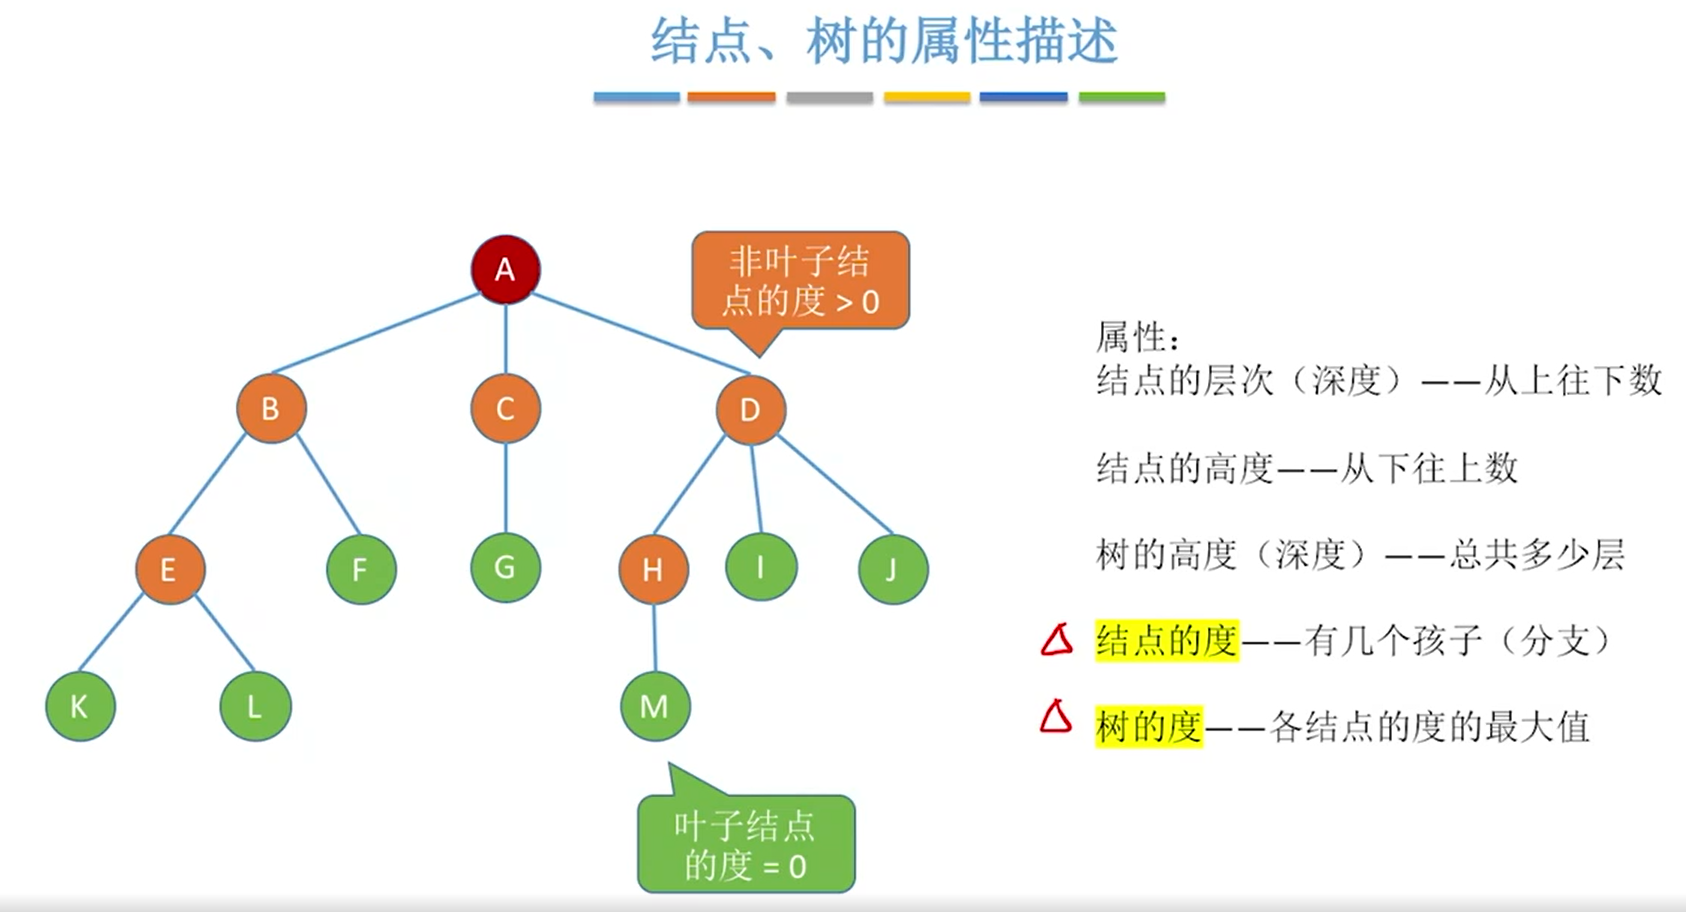 结点、树的属性描述
A
非叶子结
点的度 > 0
B
C
D
E
F
G
H
I
J
K
L
M
叶子结点
的度 = 0
属性：
结点的层次（深度）——从上往下数
结点的高度——从下往上数
树的高度（深度）——总共多少层
结点的度——有几个孩子（分支）
树的度——各结点的度的最大值